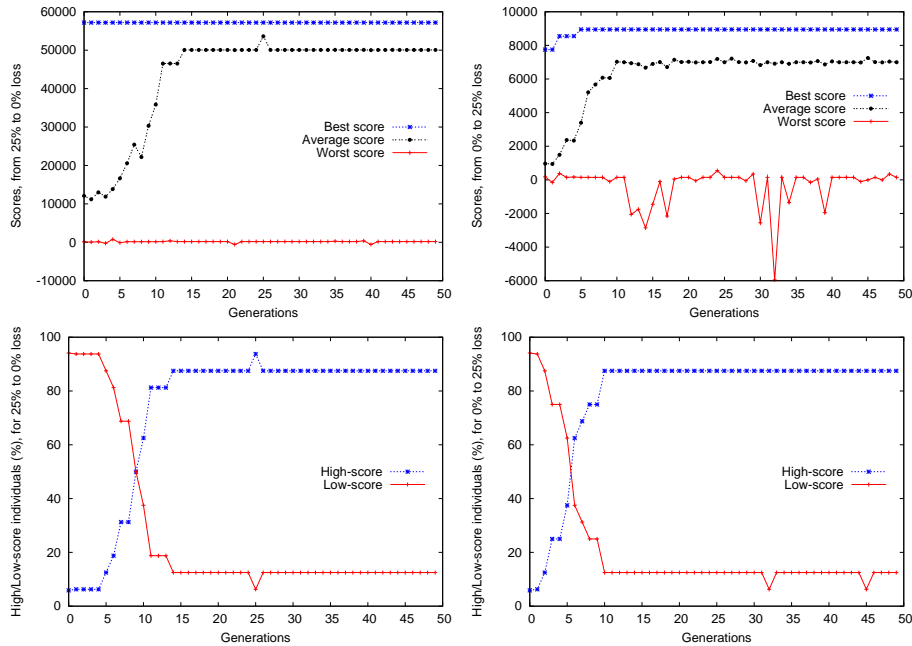 Scores, from 25% to 0% loss
60000
50000
40000
30000
20000
10000
0
-10000
Best score
Average score
Worst score
0 5 10 15 20 25 30 35 40 45 50
Generations
Scores, from 0% to 25% loss
10000
8000
6000
4000
2000
0
-2000
-4000
-6000
Best score
Average score
Worst score
0 5 10 15 20 25 30 35 40 45 50
Generations
High/Low-score individuals (%), for 25% to 0% loss
100
80
60
40
20
0
High-score
Low-score
0 5 10 15 20 25 30 35 40 45 50
Generations
High/Low-score individuals (%), for 0% to 25% loss
100
80
60
40
20
0
High-score
Low-score
0 5 10 15 20 25 30 35 40 45 50
Generations